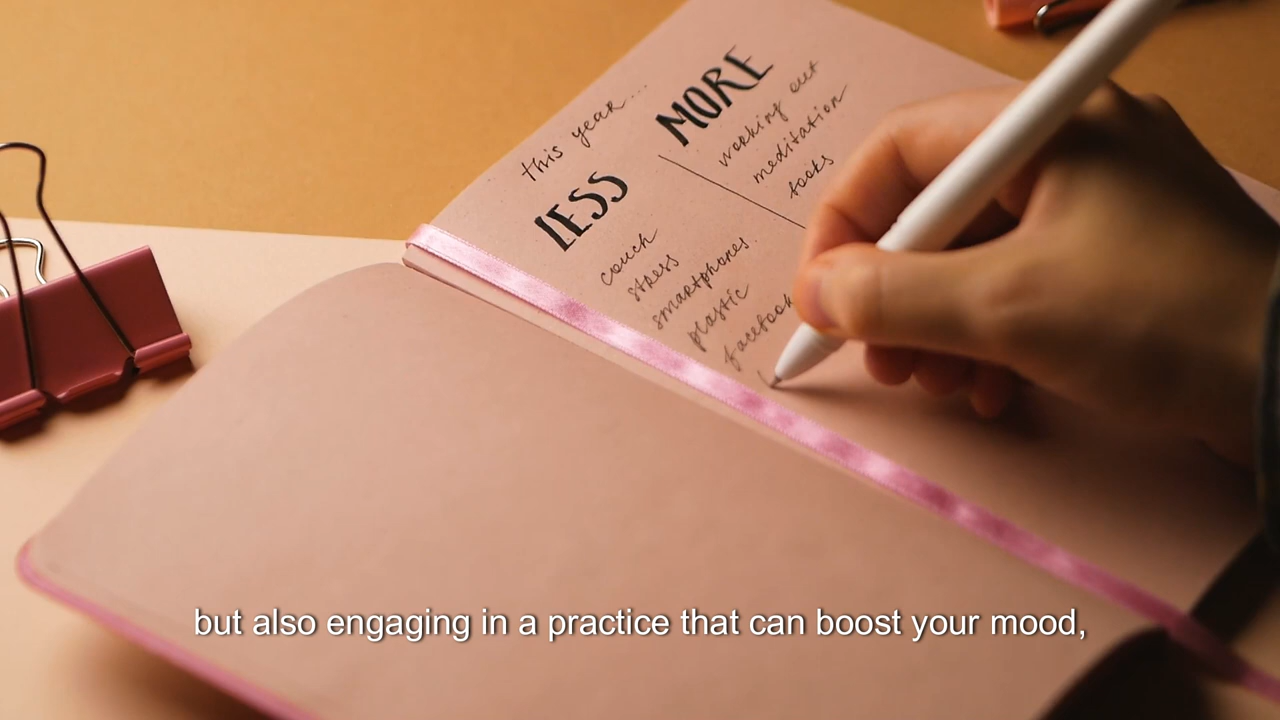 this year...
LESS
couch
stress
smartphones.
plastic
facebook
MORE
working out
meditation
books
but also engaging in a practice that can boost your mood,